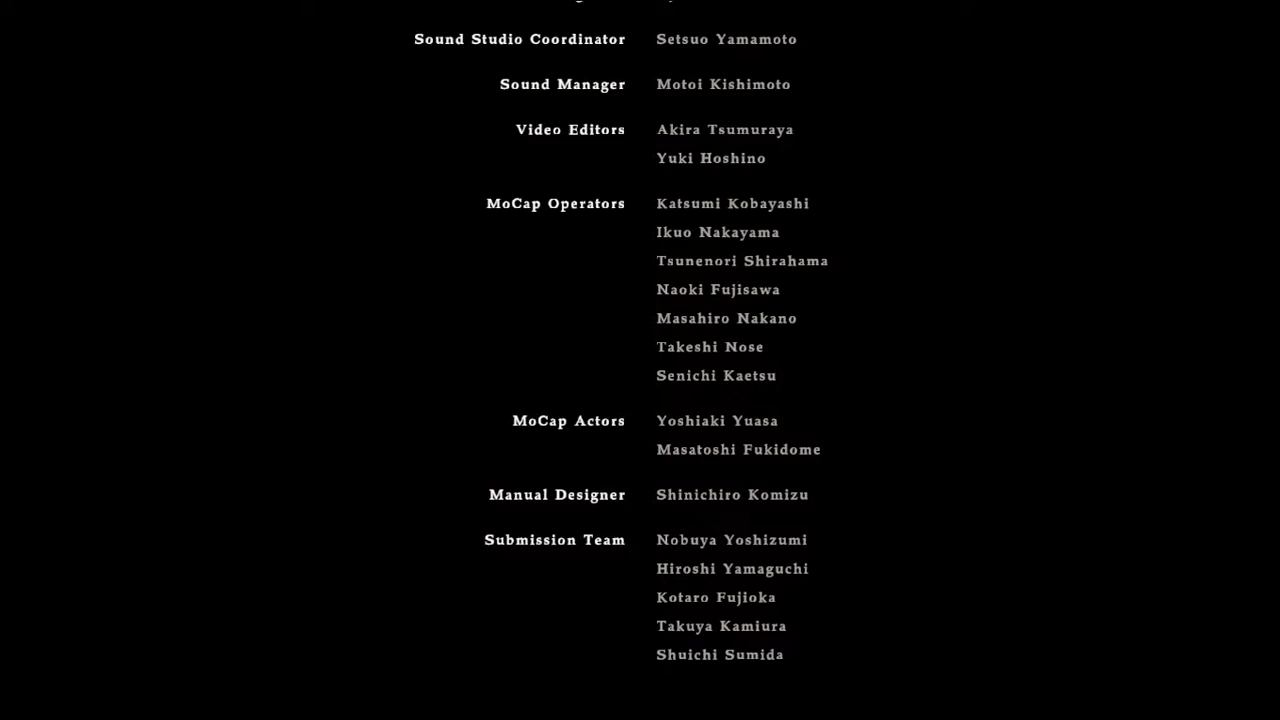 Sound Studio Coordinator Setsuo Yamamoto
Sound Manager Motoi Kishimoto
Video Editors Akira Tsumuraya
Yuki Hoshino
MoCap Operators Katsumi Kobayashi
Ikuo Nakayama
Tsunenori Shirahama
Naoki Fujisawa
Masahiro Nakano
Takeshi Nose
Senichi Kaetsu
MoCap Actors Yoshiaki Yuasa
Masatoshi Fukidome
Manual Designer Shinichiro Komizu
Submission Team Nobuya Yoshizumi
Hiroshi Yamaguchi
Kotaro Fujioka
Takuya Kamiura
Shuichi Sumida